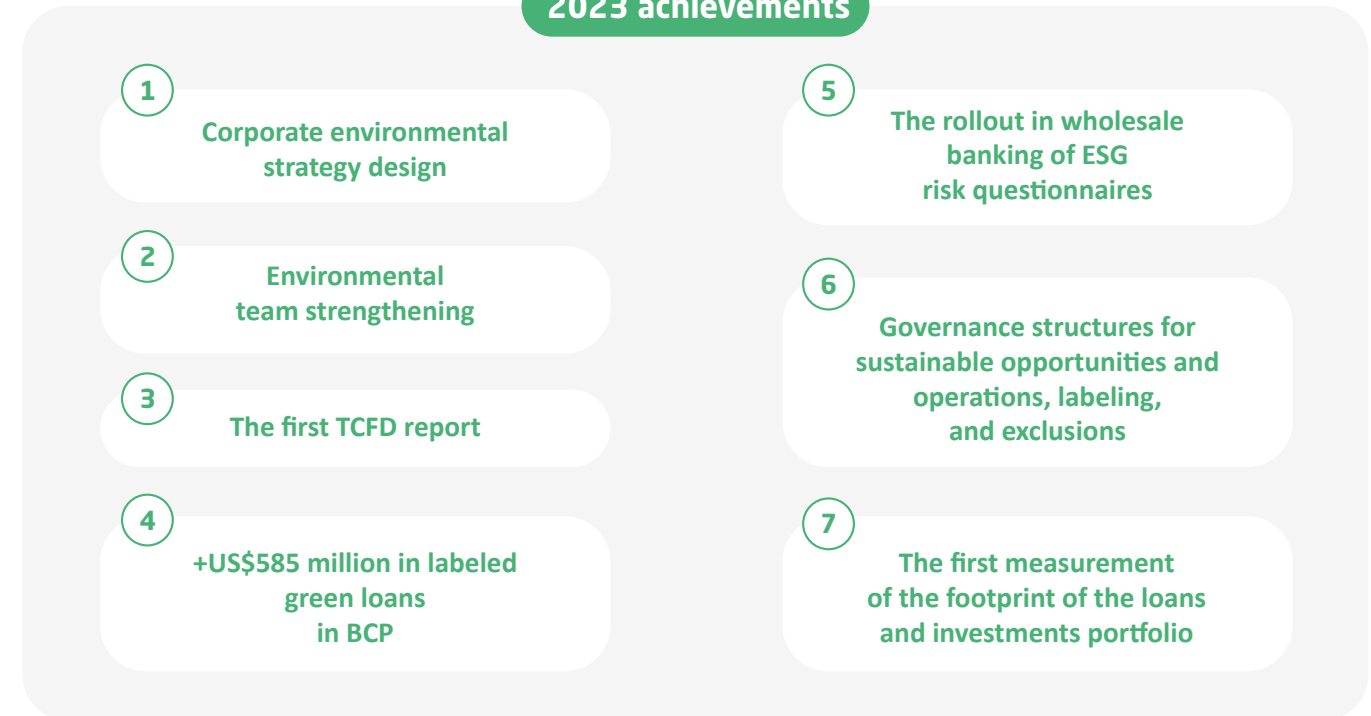 2023 achievements
1
Corporate environmental
strategy design
2
Environmental
team strengthening
3
The first TCFD report
4
+US$585 million in labeled
green loans
in BCP
5
The rollout in wholesale
banking of ESG
risk questionnaires
6
Governance structures for
sustainable opportunities and
operations, labeling,
and exclusions
7
The first measurement
of the footprint of the loans
and investments portfolio